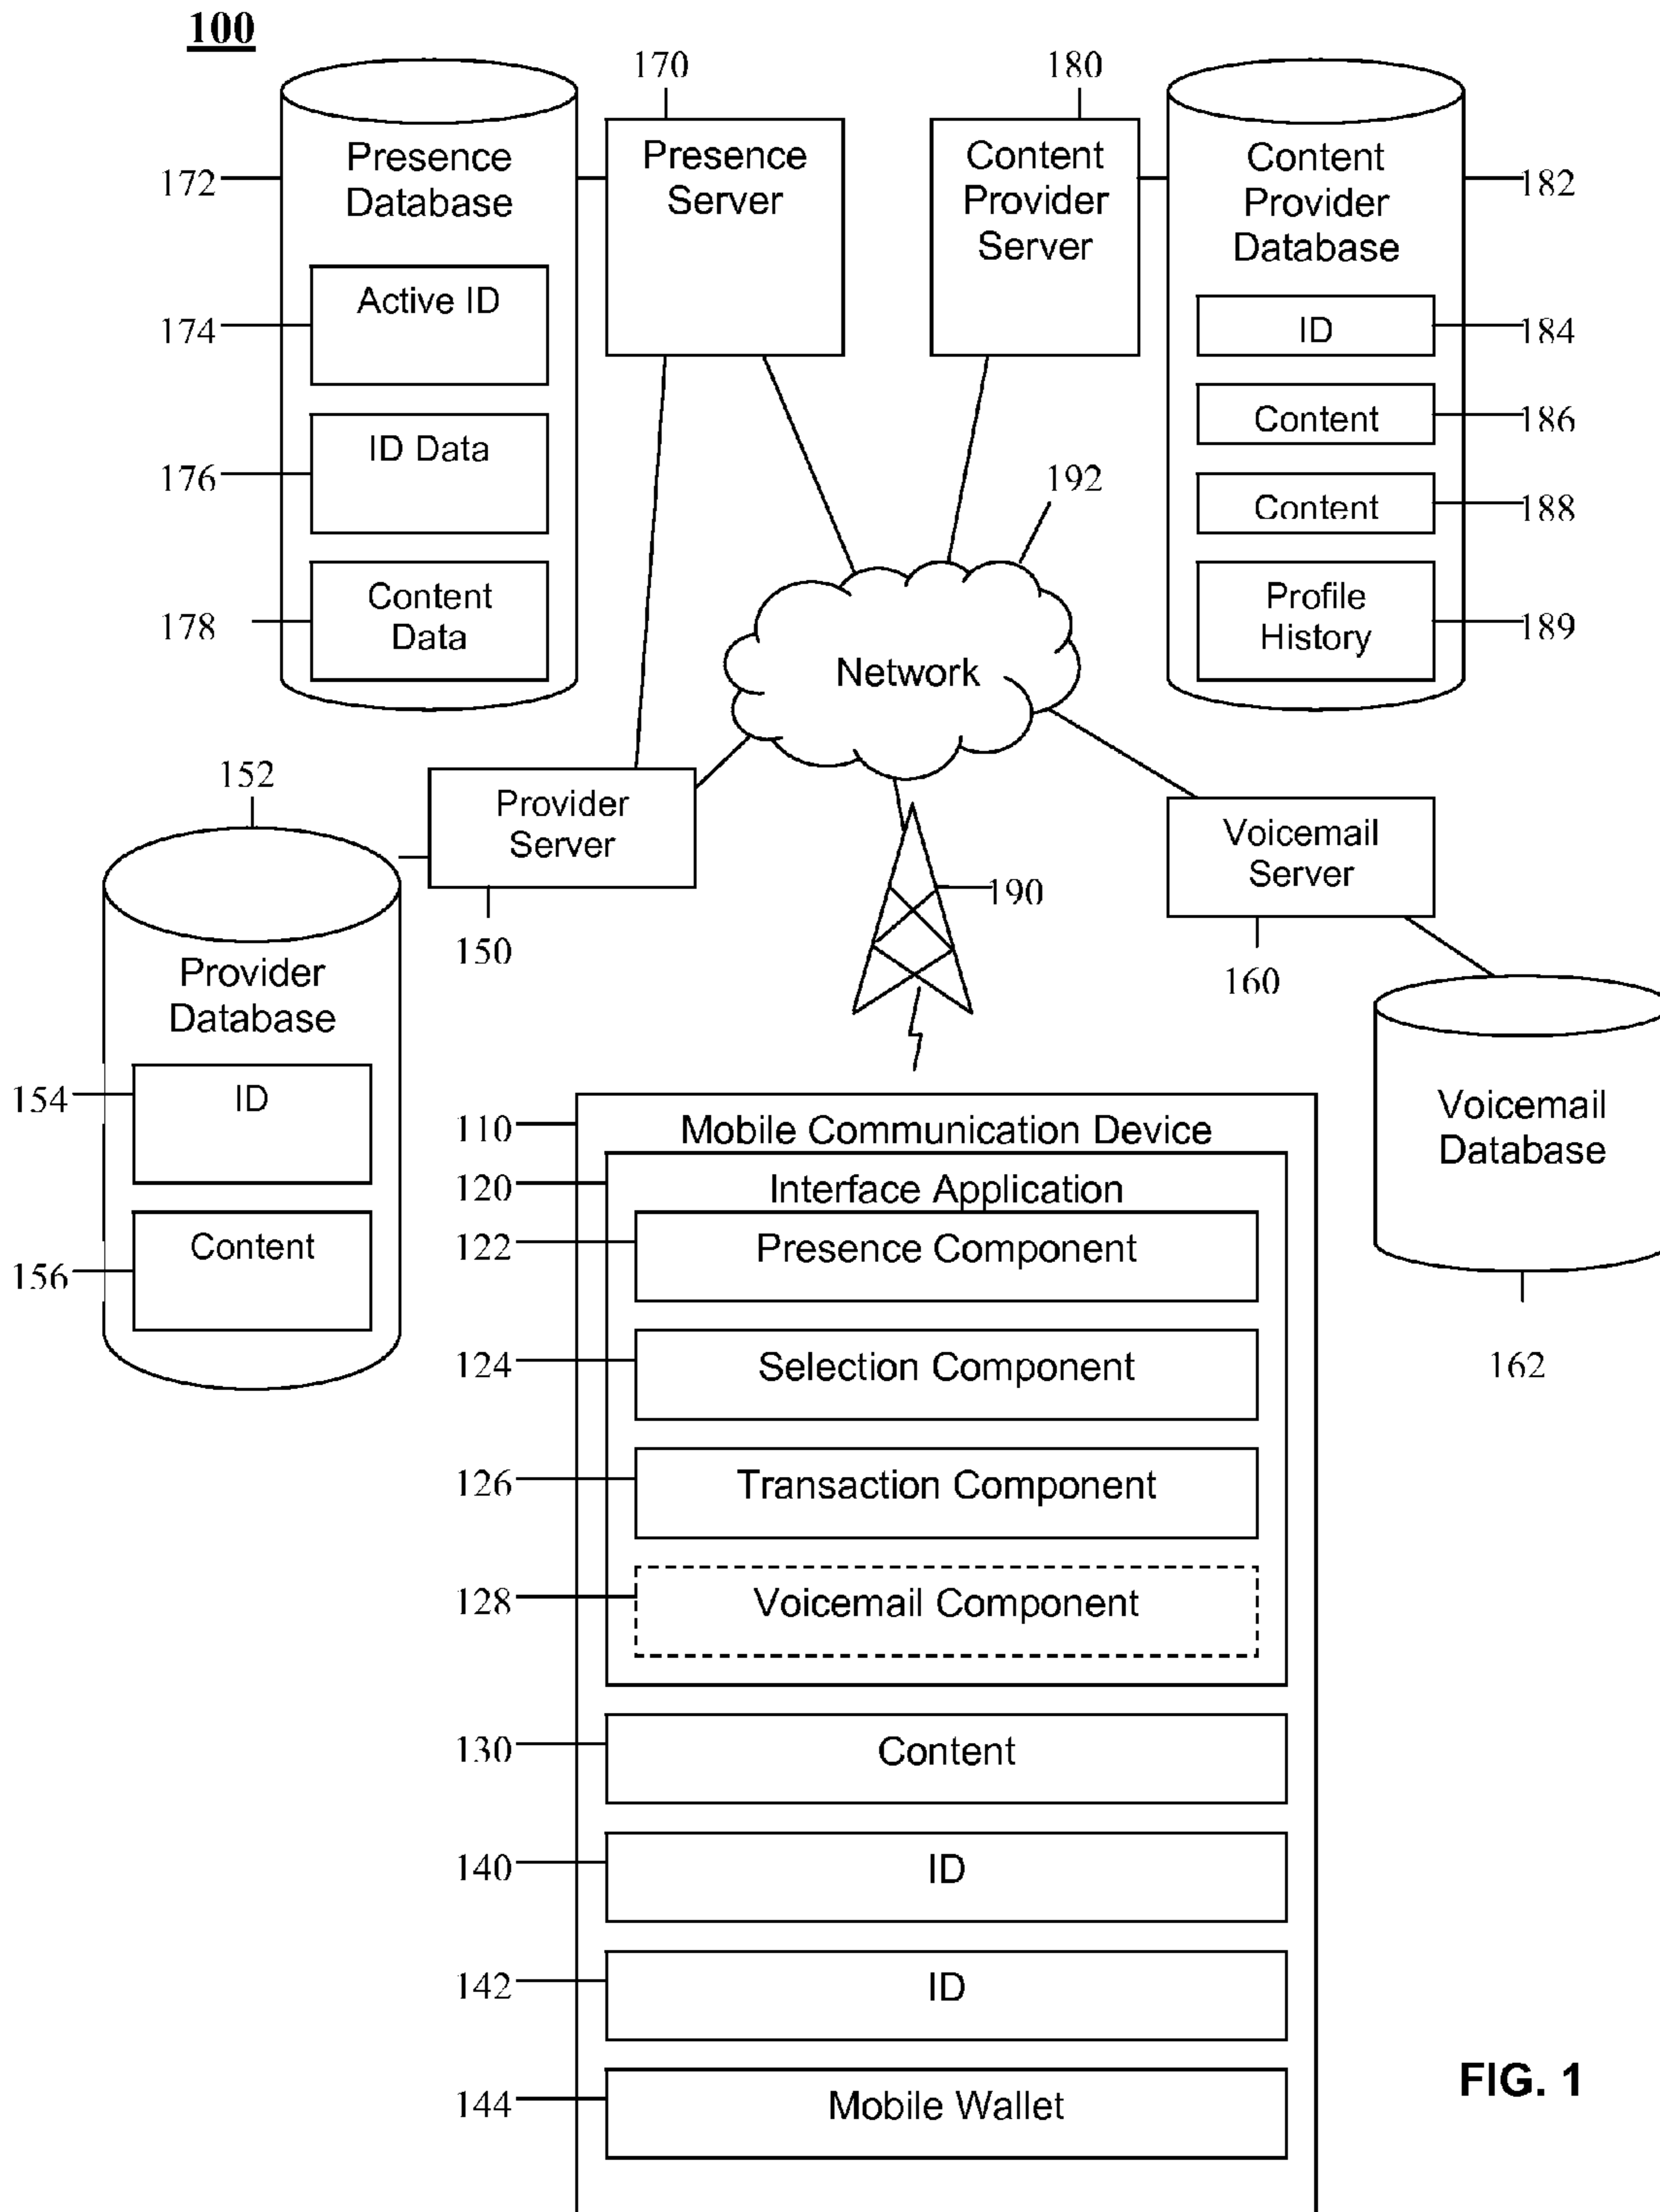 100
170
180
Presence
Database
Presence
Server
Content
Provider
Server
Content
Provider
Database
172
182
Active ID
174
ID
184
Content
186
ID Data
176
192
Content
188
Content
Data
178
Profile
History
189
Network
152
Provider
Server
Voicemail
Server
190
150
160
Provider
Database
ID
154
Content
156
Voicemail
Database
162
110
Mobile Communication Device
120
Interface Application
122
Presence Component
124
Selection Component
126
Transaction Component
128
Voicemail Component
130
Content
140
ID
142
ID
144
Mobile Wallet
FIG. 1